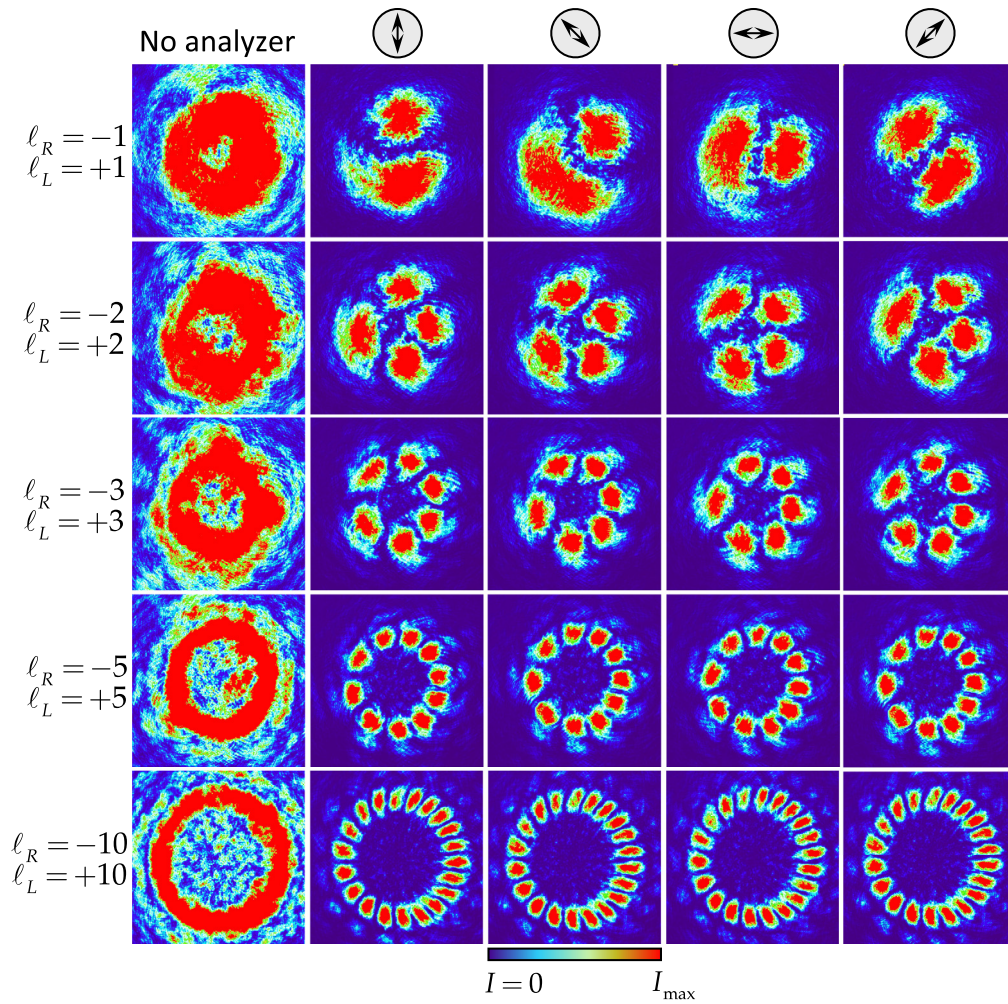 No analyzer
ℓ_R = −1
ℓ_L = +1
ℓ_R = −2
ℓ_L = +2
ℓ_R = −3
ℓ_L = +3
ℓ_R = −5
ℓ_L = +5
ℓ_R = −10
ℓ_L = +10
I = 0
I_max